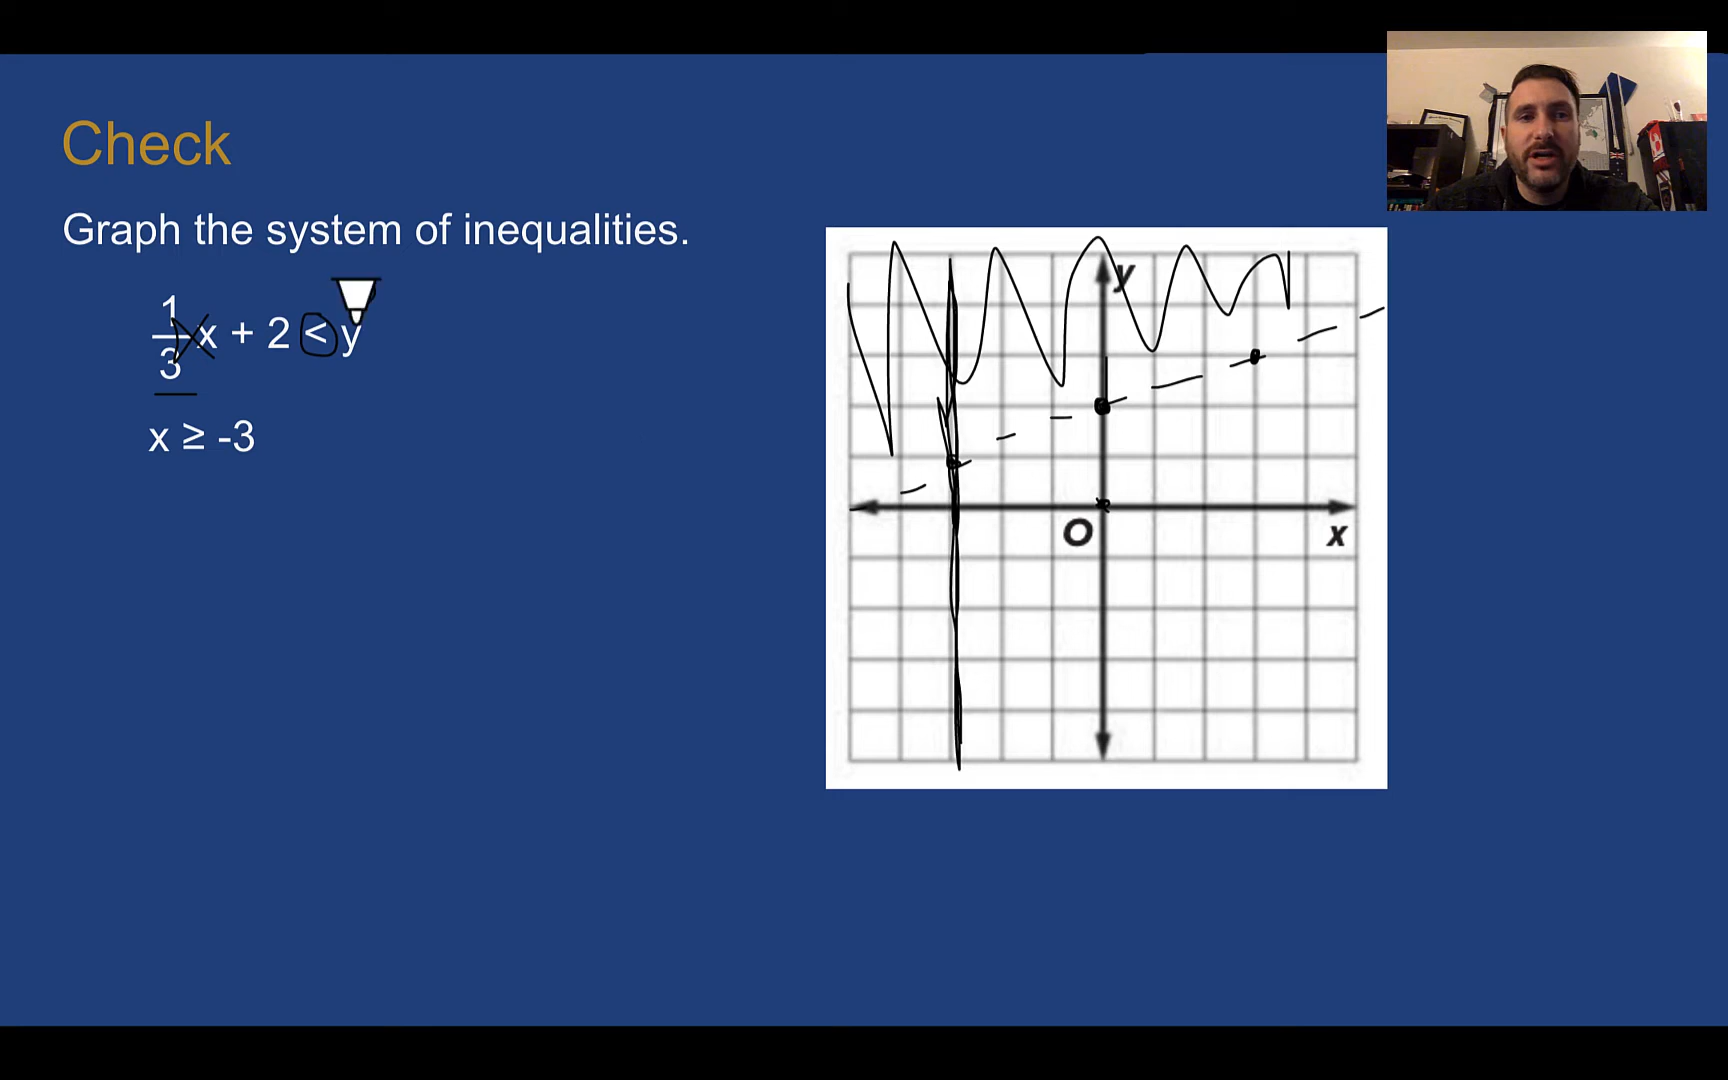 Check
Graph the system of inequalities.
1/3 x + 2 < y
x ≥ -3
y
O
x